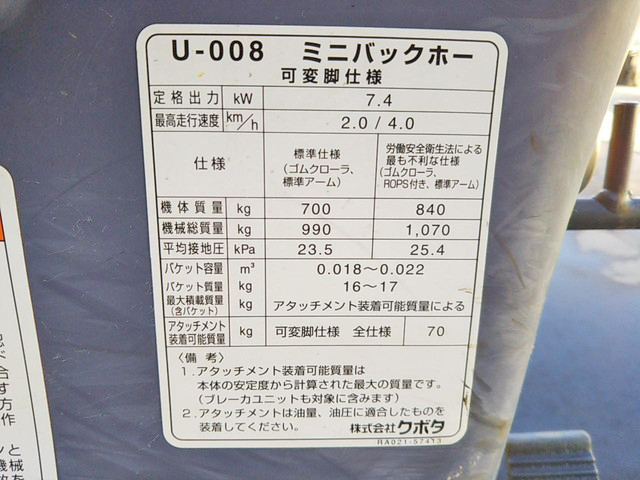 U-008 ミニバックホー
可変脚仕様
定格出力 kW 7.4
最高走行速度 km/h 2.0 / 4.0
仕様 標準仕様(ゴムクローラ、標準アーム) 労働安全衛生法による最も不利な仕様(ゴムクローラ、ROPS付き、標準アーム)
機体質量 kg 700 840
機械総質量 kg 990 1,070
平均接地圧 kPa 23.5 25.4
バケット容量 m³ 0.018～0.022
バケット質量 kg 16～17
最大積載質量(含バケット) kg アタッチメント装着可能質量による
アタッチメント装着可能質量 kg 可変脚仕様 全仕様 70
〈備 考〉
1.アタッチメント装着可能質量は
本体の安定度から計算された最大の質量です。
(ブレーカユニットも対象に含みます)
2.アタッチメントは油量、油圧に適合したものを
装着してください。
株式会社クボタ
RA021-57413